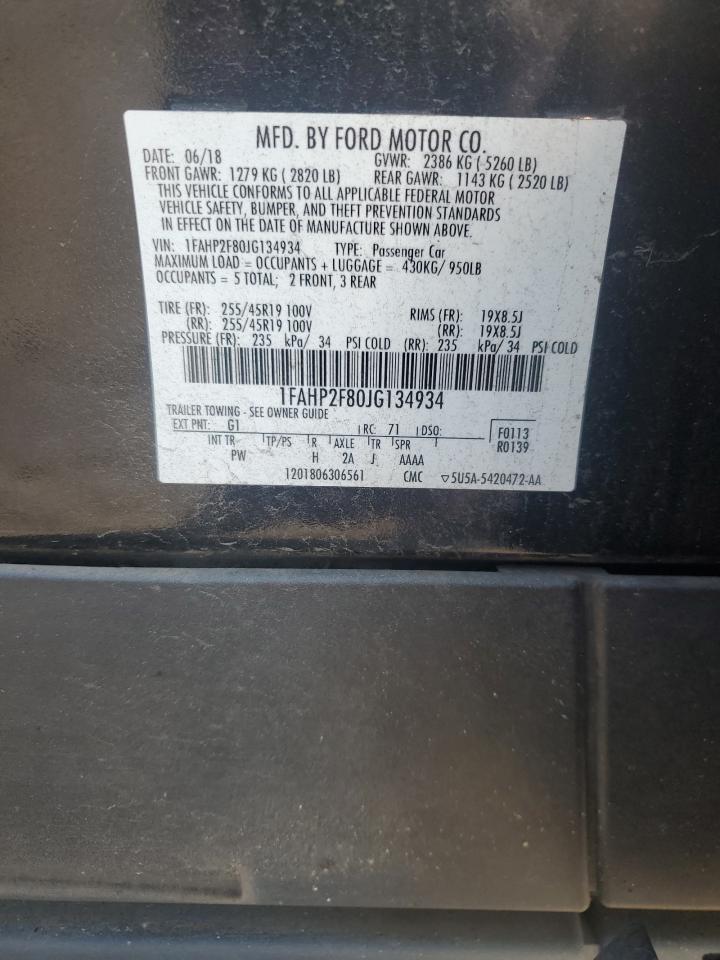 MFD. BY FORD MOTOR CO.
DATE: 06/18 GVWR: 2386 KG ( 5260 LB)
FRONT GAWR: 1279 KG ( 2820 LB) REAR GAWR: 1143 KG ( 2520 LB)
THIS VEHICLE CONFORMS TO ALL APPLICABLE FEDERAL MOTOR
VEHICLE SAFETY, BUMPER, AND THEFT PREVENTION STANDARDS
IN EFFECT ON THE DATE OF MANUFACTURE SHOWN ABOVE.
VIN: 1FAHP2F80JG134934 TYPE: Passenger Car
MAXIMUM LOAD = OCCUPANTS + LUGGAGE = 430KG/ 950LB
OCCUPANTS = 5 TOTAL; 2 FRONT, 3 REAR
TIRE (FR): 255/45R19 100V RIMS (FR): 19X8.5J
(RR): 255/45R19 100V (RR): 19X8.5J
PRESSURE (FR): 235 kPa/ 34 PSI COLD (RR): 235 kPa/ 34 PSI COLD
1FAHP2F80JG134934
TRAILER TOWING - SEE OWNER GUIDE
EXT PNT: G1 RC: 71 DSO: F0113
INT TR TP/PS R AXLE TR SPR R0139
PW H 2A J AAAA
1201806306561 CMC ▽5U5A-5420472-AA